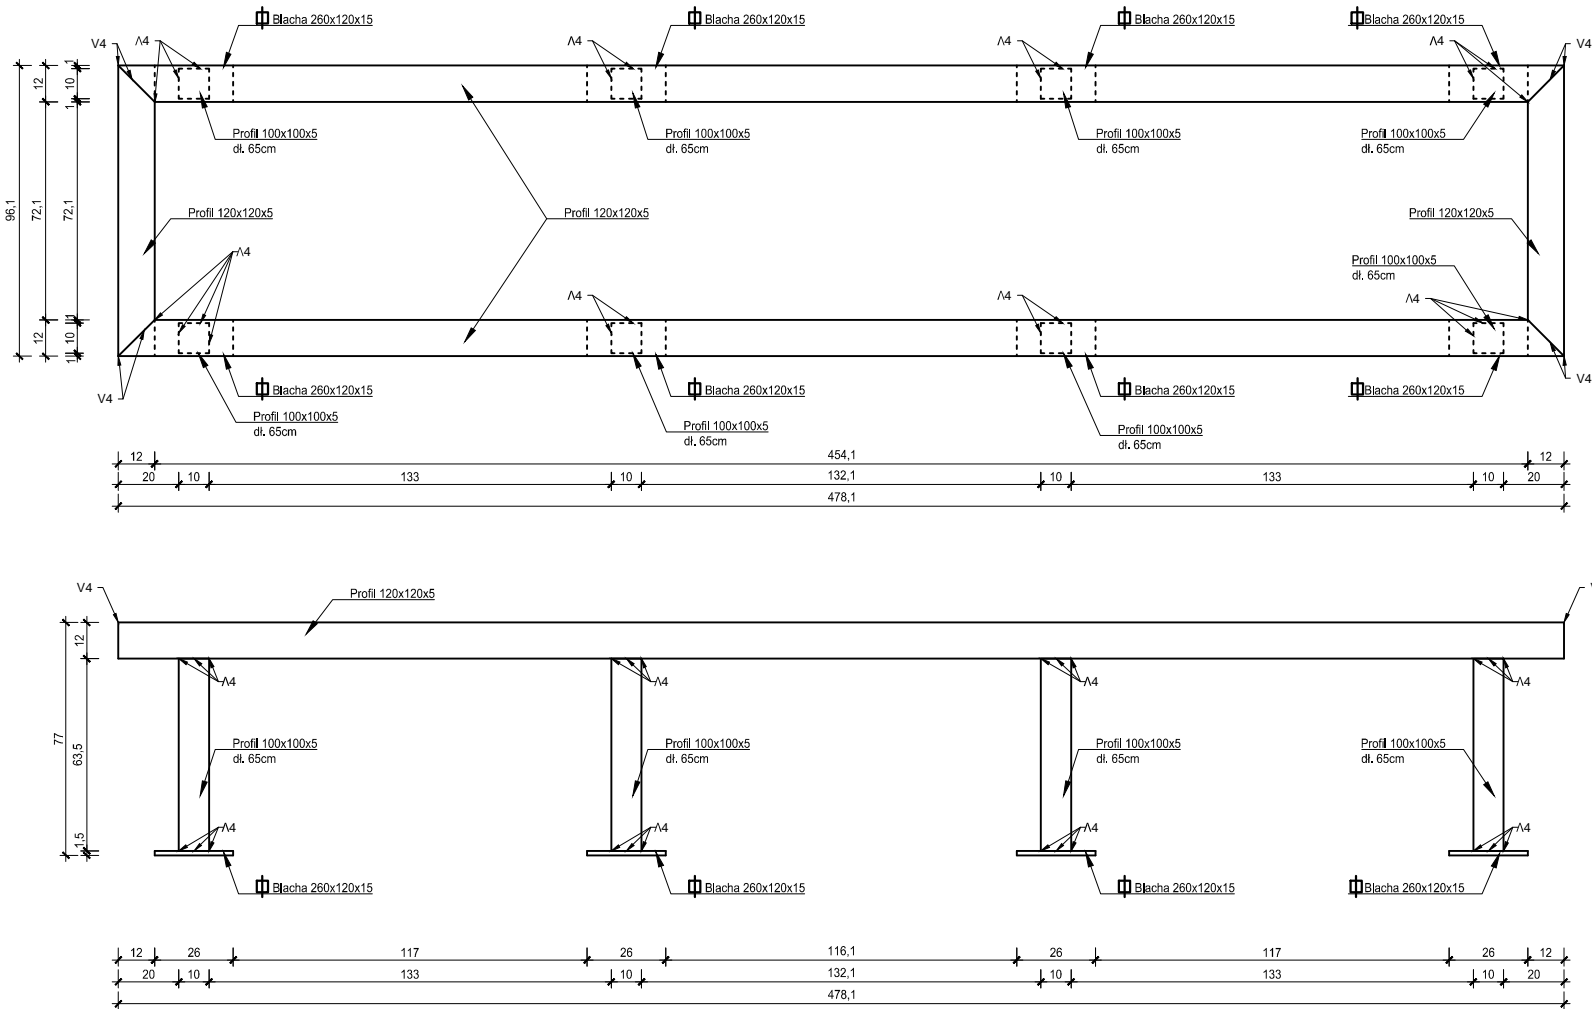 Blacha 260x120x15
Blacha 260x120x15
Blacha 260x120x15
Blacha 260x120x15
V4
Λ4
Λ4
Λ4
Λ4
V4
12
10
1
1
Profil 100x100x5
dł. 65cm
Profil 100x100x5
dł. 65cm
Profil 100x100x5
dł. 65cm
Profil 100x100x5
dł. 65cm
96,1
72,1
72,1
Profil 120x120x5
Profil 120x120x5
Profil 120x120x5
Λ4
Profil 100x100x5
dł. 65cm
Λ4
Λ4
Λ4
12
10
1
1
V4
V4
Blacha 260x120x15
Blacha 260x120x15
Blacha 260x120x15
Blacha 260x120x15
Profil 100x100x5
dł. 65cm
Profil 100x100x5
dł. 65cm
Profil 100x100x5
dł. 65cm
12
454,1
12
20
10
133
10
132,1
10
133
10
20
478,1
V4
Profil 120x120x5
12
Λ4
Λ4
Λ4
Λ4
77
63,5
Profil 100x100x5
dł. 65cm
Profil 100x100x5
dł. 65cm
Profil 100x100x5
dł. 65cm
Profil 100x100x5
dł. 65cm
1,5
Λ4
Λ4
Λ4
Λ4
Blacha 260x120x15
Blacha 260x120x15
Blacha 260x120x15
Blacha 260x120x15
12
26
117
26
116,1
26
117
26
12
20
10
133
10
132,1
10
133
10
20
478,1